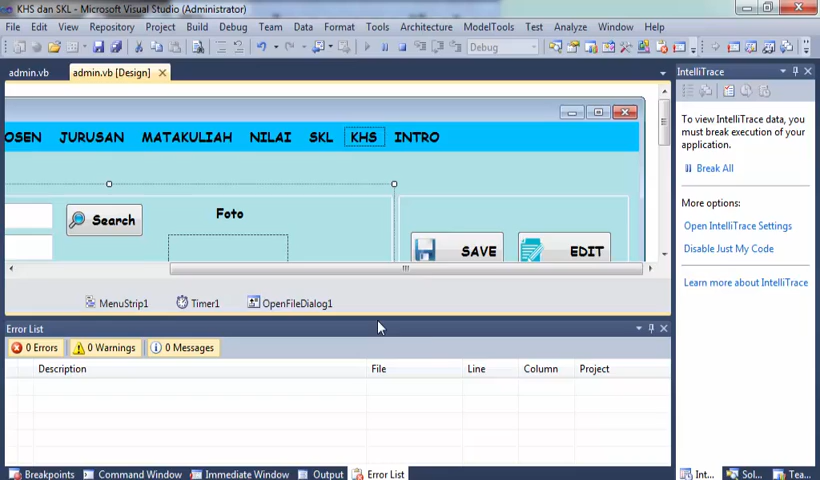 KHS dan SKL - Microsoft Visual Studio (Administrator)
File Edit View Repository Project Build Debug Team Data Format Tools Architecture ModelTools Test Analyze Window Help
Debug
admin.vb admin.vb [Design]
IntelliTrace
OSEN JURUSAN MATAKULIAH NILAI SKL KHS INTRO
To view IntelliTrace data, you
must break execution of your
application.
Break All
More options:
Open IntelliTrace Settings
Disable Just My Code
Learn more about IntelliTrace
Search Foto
SAVE EDIT
MenuStrip1 Timer1 OpenFileDialog1
Error List
0 Errors 0 Warnings 0 Messages
Description File Line Column Project
Breakpoints Command Window Immediate Window Output Error List
Int... Sol... Tea...